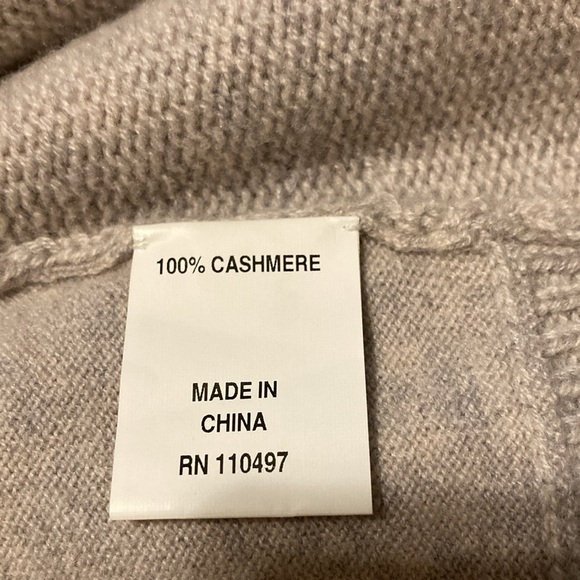 100% CASHMERE
MADE IN
CHINA
RN 110497